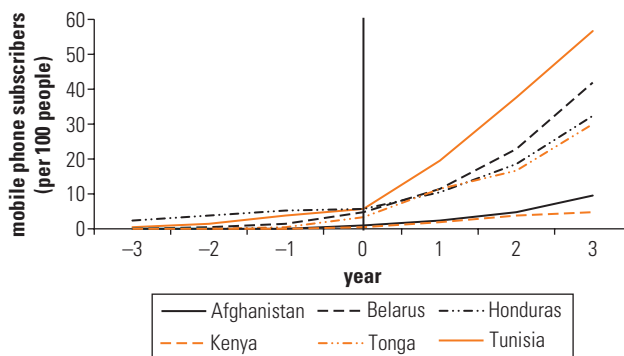 mobile phone subscribers
(per 100 people)
60
50
40
30
20
10
0
–3 –2 –1 0 1 2 3
year
Afghanistan Belarus Honduras
Kenya Tonga Tunisia